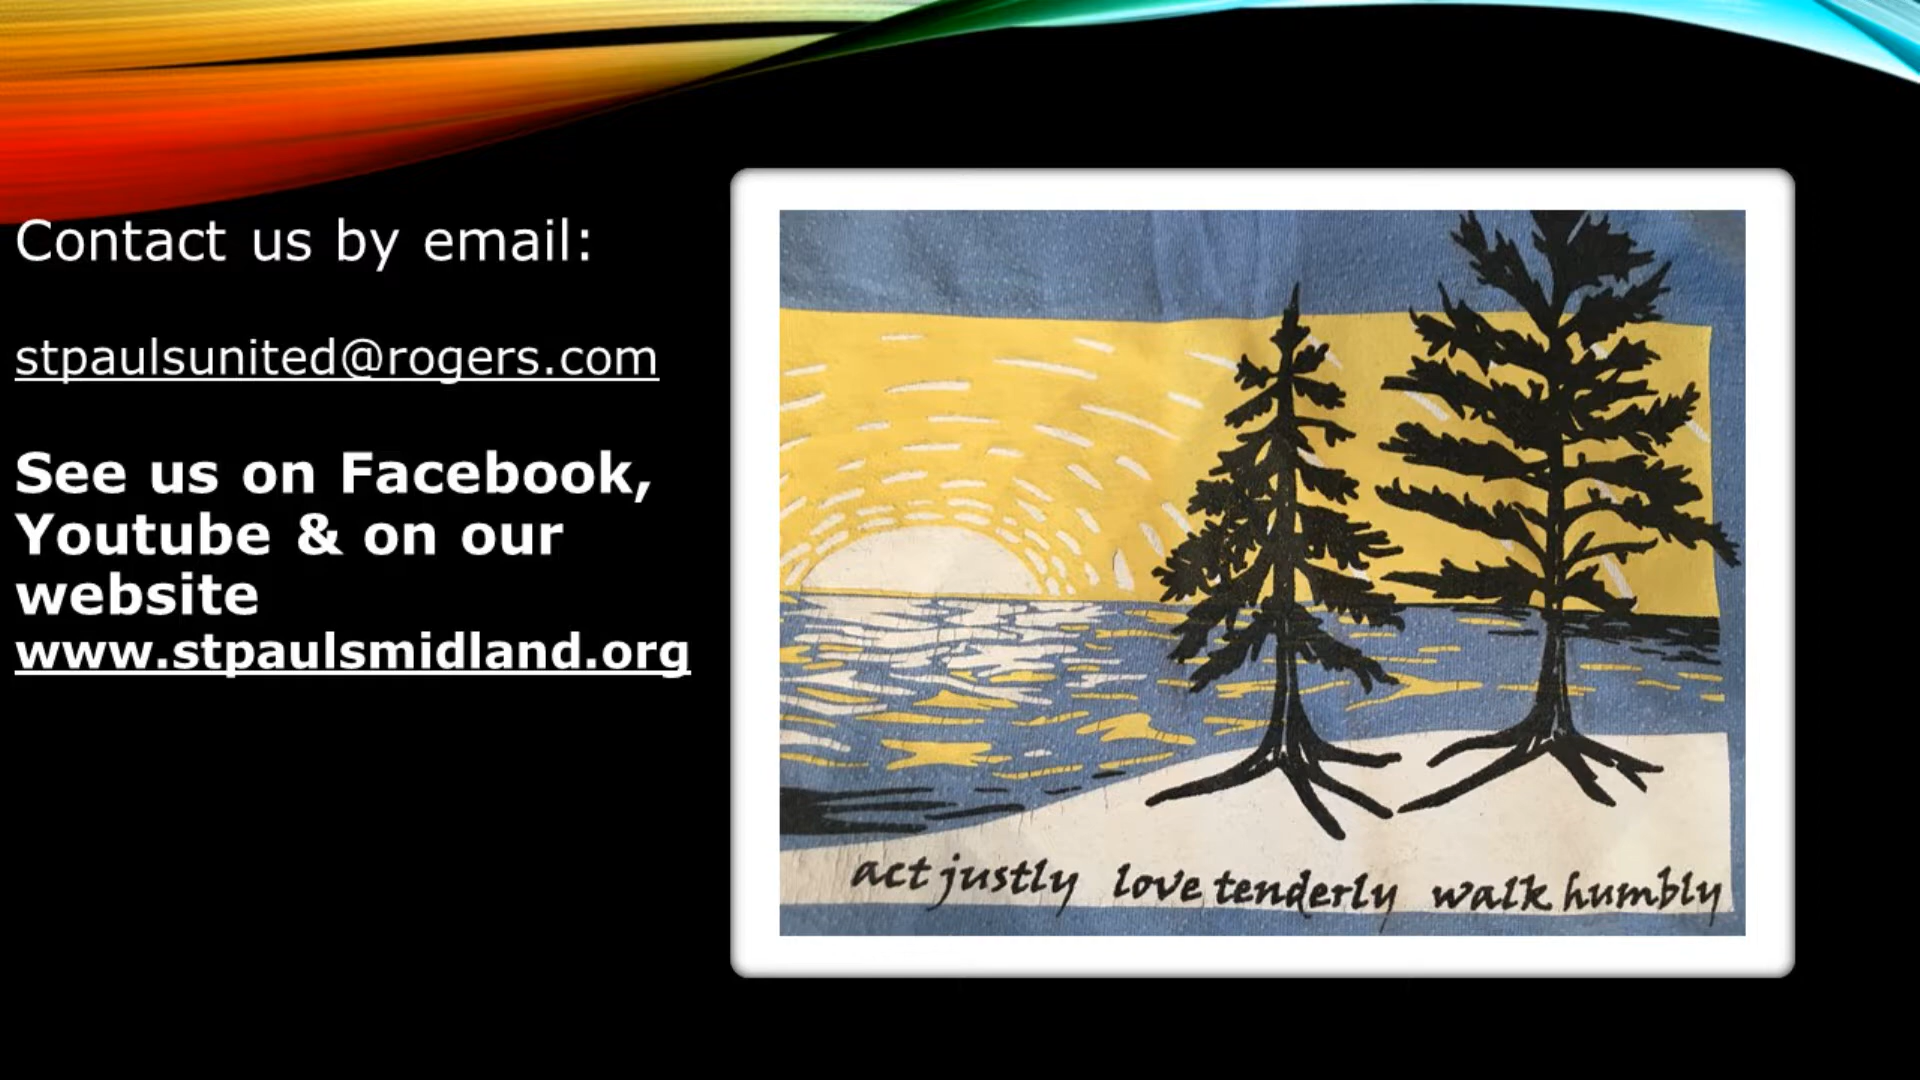 Contact us by email:
stpaulsunited@rogers.com
See us on Facebook,
Youtube & on our
website
www.stpaulsmidland.org
act justly love tenderly walk humbly